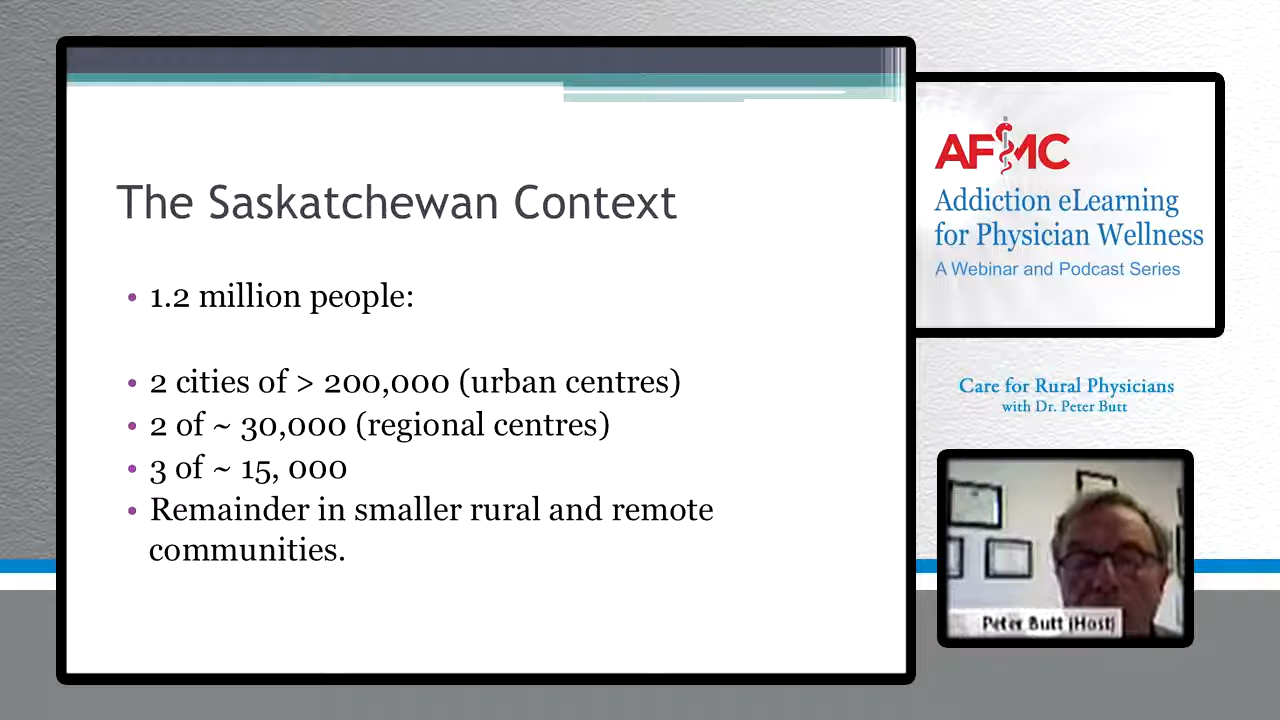 The Saskatchewan Context
• 1.2 million people:
• 2 cities of > 200,000 (urban centres)
• 2 of ~ 30,000 (regional centres)
• 3 of ~ 15, 000
• Remainder in smaller rural and remote
communities.
AFMC
Addiction eLearning
for Physician Wellness
A Webinar and Podcast Series
Care for Rural Physicians
with Dr. Peter Butt
Peter Butt (Host)